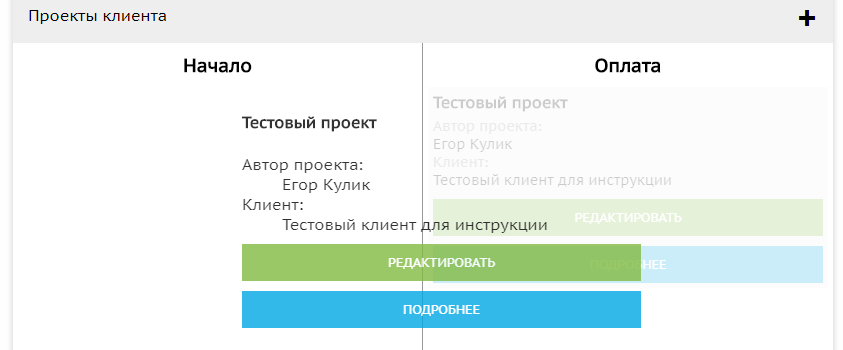 Проекты клиента
Начало
Оплата
Тестовый проект
Автор проекта:
Егор Кулик
Клиент:
Тестовый клиент для инструкции
РЕДАКТИРОВАТЬ
ПОДРОБНЕЕ
Тестовый проект
Автор проекта:
Егор Кулик
Клиент:
Тестовый клиент для инструкции
РЕДАКТИРОВАТЬ
ПОДРОБНЕЕ